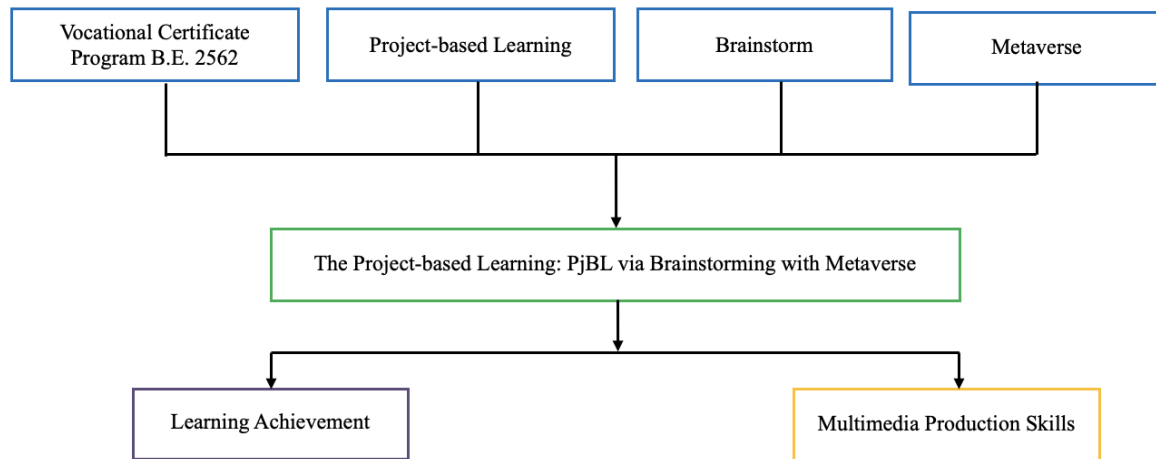 Vocational Certificate
Program B.E. 2562
Project-based Learning
Brainstorm
Metaverse
The Project-based Learning: PjBL via Brainstorming with Metaverse
Learning Achievement
Multimedia Production Skills